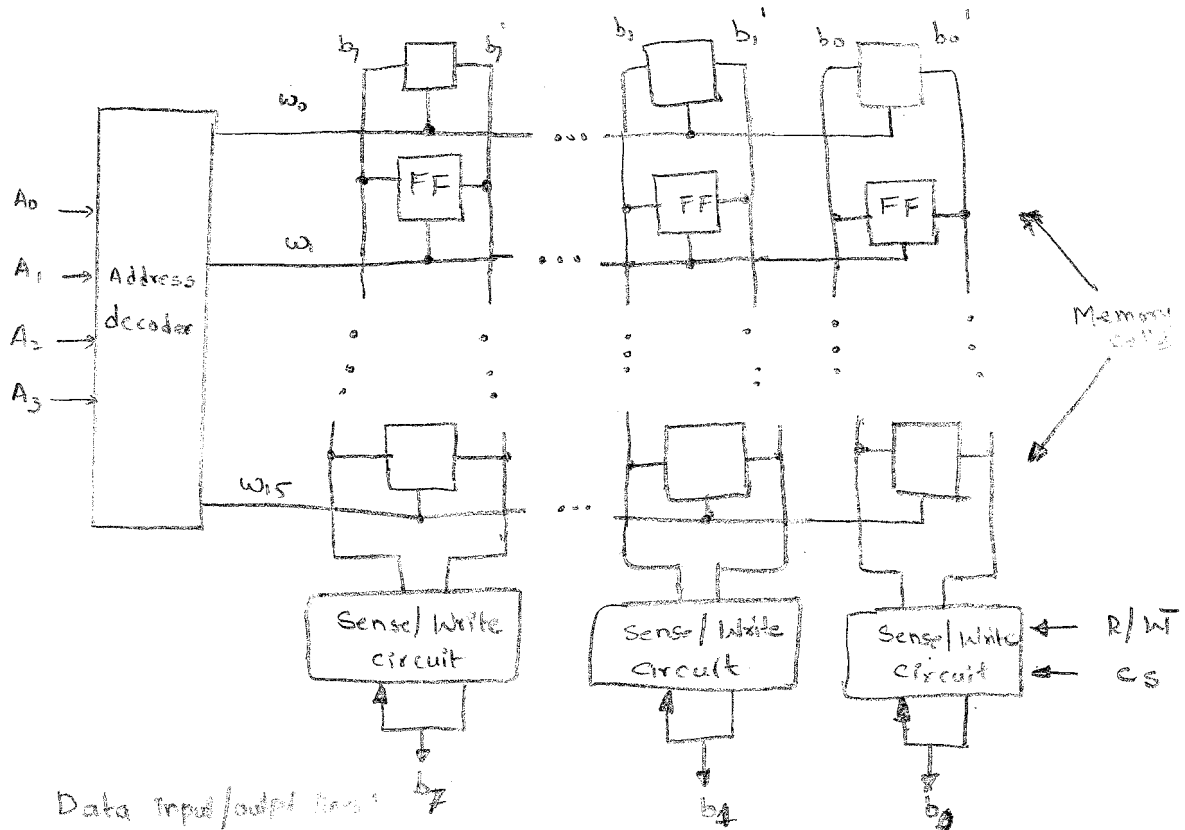 b7 b7' b1 b1' b0 b0'
w0
FF FF FF
A0
w1
A1 Address
decoder
A2
A3
Memory
cells
w15
Sense/Write
circuit
Sense/Write
circuit
Sense/Write
circuit
R/W̅
CS
b7 b1 b0
Data input/output lines: